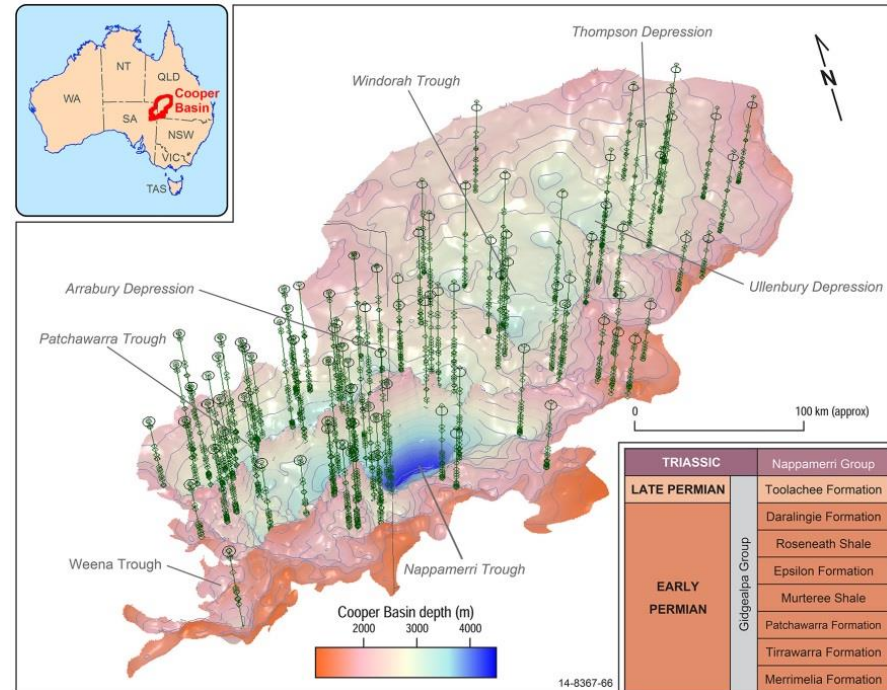 NT
QLD
WA
Cooper
Basin
SA
NSW
VIC
TAS
Thompson Depression
Windorah Trough
N
Arrabury Depression
Ullenbury Depression
Patchawarra Trough
0
100 km (approx)
Weena Trough
Nappamerri Trough
Cooper Basin depth (m)
2000
3000
4000
14-8367-66
TRIASSIC
Nappamerri Group
LATE PERMIAN
Toolachee Formation
EARLY
PERMIAN
Gidgealpa Group
Daralingie Formation
Roseneath Shale
Epsilon Formation
Murteree Shale
Patchawarra Formation
Tirrawarra Formation
Merrimelia Formation